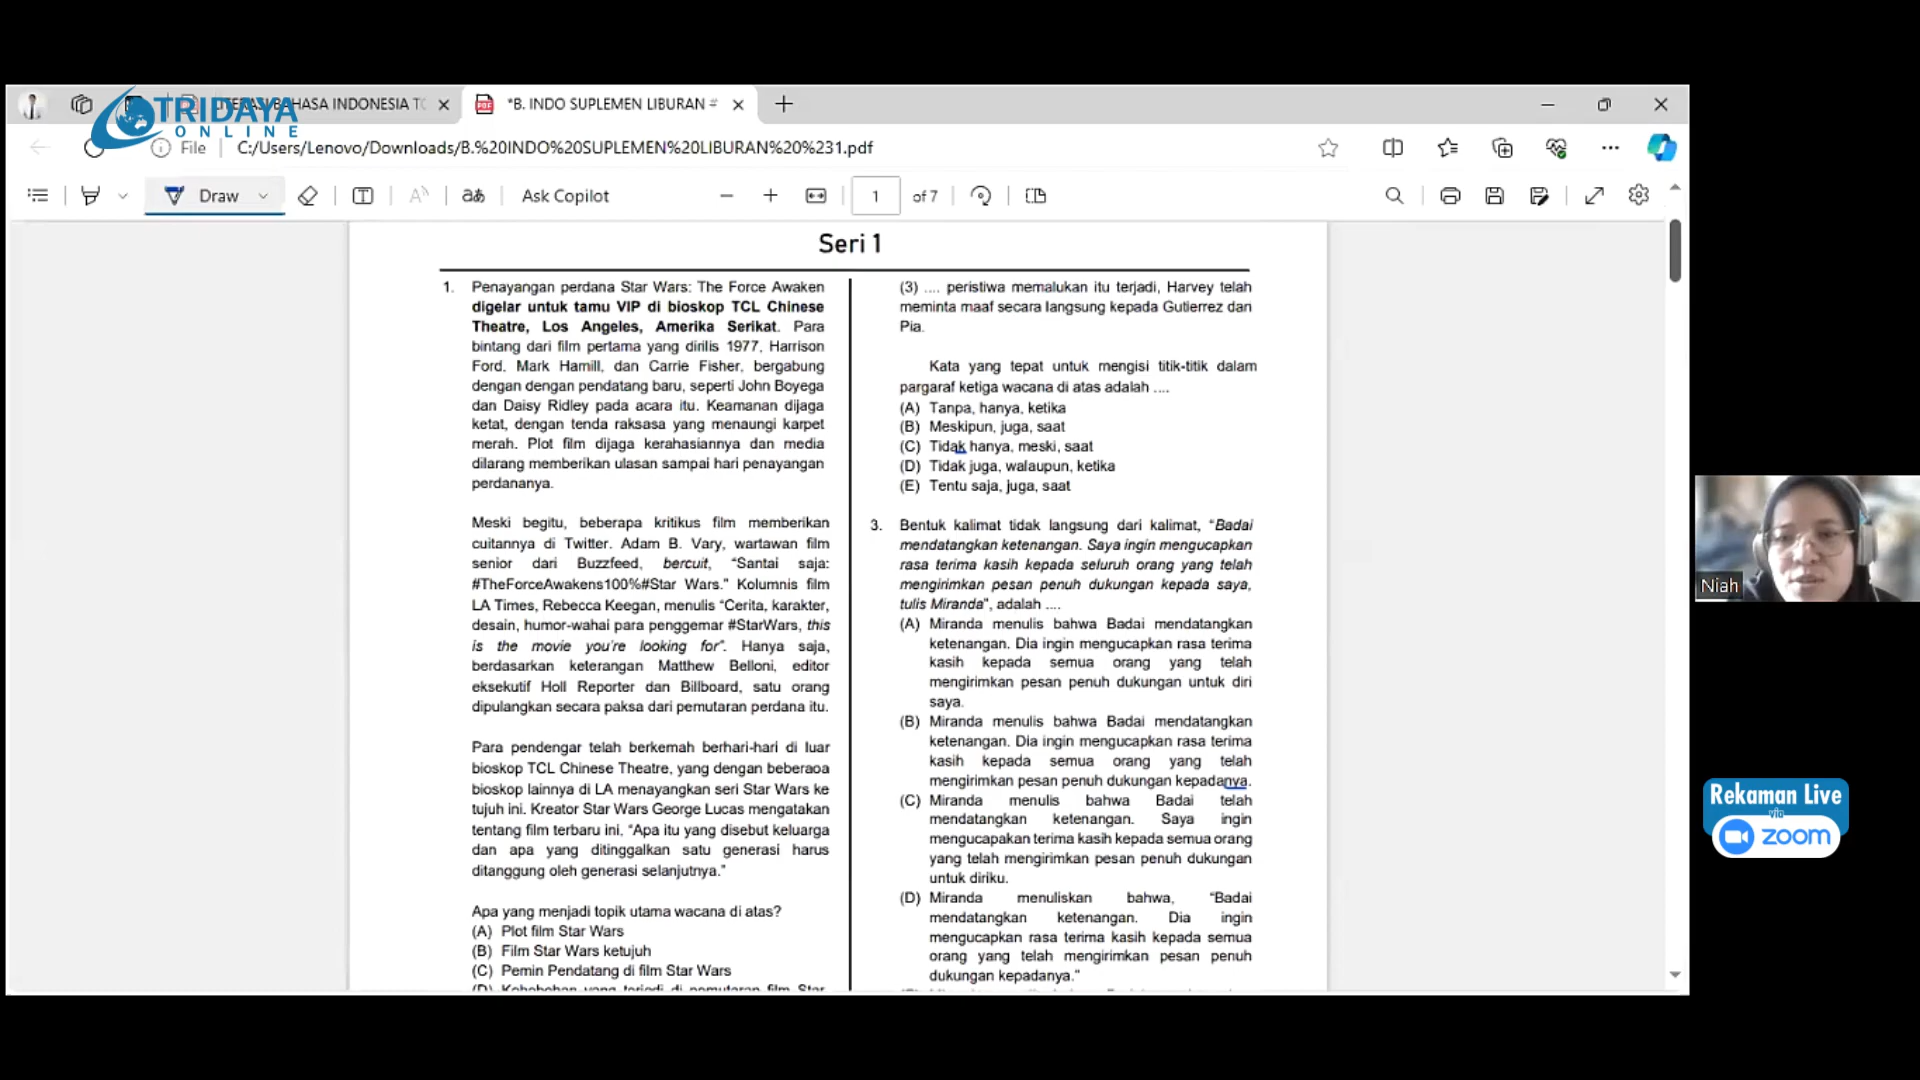 TRIDAYA
ONLINE
BAHASA INDONESIA
*B. INDO SUPLEMEN LIBURAN #
File
C:/Users/Lenovo/Downloads/B.%20INDO%20SUPLEMEN%20LIBURAN%20%231.pdf
Draw
Ask Copilot
1
of 7
Seri 1
1. Penayangan perdana Star Wars: The Force Awaken
digelar untuk tamu VIP di bioskop TCL Chinese
Theatre, Los Angeles, Amerika Serikat. Para
bintang dari film pertama yang dirilis 1977, Harrison
Ford, Mark Hamill, dan Carrie Fisher, bergabung
dengan dengan pendatang baru, seperti John Boyega
dan Daisy Ridley pada acara itu. Keamanan dijaga
ketat, dengan tenda raksasa yang menaungi karpet
merah. Plot film dijaga kerahasiannya dan media
dilarang memberikan ulasan sampai hari penayangan
perdananya.
Meski begitu, beberapa kritikus film memberikan
cuitannya di Twitter. Adam B. Vary, wartawan film
senior dari Buzzfeed, bercuit, “Santai saja:
#TheForceAwakens100%#Star Wars.” Kolumnis film
LA Times, Rebecca Keegan, menulis “Cerita, karakter,
desain, humor-wahai para penggemar #StarWars, this
is the movie you’re looking for”. Hanya saja,
berdasarkan keterangan Matthew Belloni, editor
eksekutif Holl Reporter dan Billboard, satu orang
dipulangkan secara paksa dari pemutaran perdana itu.
Para pendengar telah berkemah berhari-hari di luar
bioskop TCL Chinese Theatre, yang dengan beberaoa
bioskop lainnya di LA menayangkan seri Star Wars ke
tujuh ini. Kreator Star Wars George Lucas mengatakan
tentang film terbaru ini, “Apa itu yang disebut keluarga
dan apa yang ditinggalkan satu generasi harus
ditanggung oleh generasi selanjutnya.”
Apa yang menjadi topik utama wacana di atas?
(A) Plot film Star Wars
(B) Film Star Wars ketujuh
(C) Pemin Pendatang di film Star Wars
(3) .... peristiwa memalukan itu terjadi, Harvey telah
meminta maaf secara langsung kepada Gutierrez dan
Pia.
Kata yang tepat untuk mengisi titik-titik dalam
pargaraf ketiga wacana di atas adalah ....
(A) Tanpa, hanya, ketika
(B) Meskipun, juga, saat
(C) Tidak hanya, meski, saat
(D) Tidak juga, walaupun, ketika
(E) Tentu saja, juga, saat
3. Bentuk kalimat tidak langsung dari kalimat, “Badai
mendatangkan ketenangan. Saya ingin mengucapkan
rasa terima kasih kepada seluruh orang yang telah
mengirimkan pesan penuh dukungan kepada saya,
tulis Miranda”, adalah ....
(A) Miranda menulis bahwa Badai mendatangkan
ketenangan. Dia ingin mengucapkan rasa terima
kasih kepada semua orang yang telah
mengirimkan pesan penuh dukungan untuk diri
saya.
(B) Miranda menulis bahwa Badai mendatangkan
ketenangan. Dia ingin mengucapkan rasa terima
kasih kepada semua orang yang telah
mengirimkan pesan penuh dukungan kepadanya.
(C) Miranda menulis bahwa Badai telah
mendatangkan ketenangan. Saya ingin
mengucapakan terima kasih kepada semua orang
yang telah mengirimkan pesan penuh dukungan
untuk diriku.
(D) Miranda menuliskan bahwa, “Badai
mendatangkan ketenangan. Dia ingin
mengucapkan rasa terima kasih kepada semua
orang yang telah mengirimkan pesan penuh
dukungan kepadanya.”
Niah
Rekaman Live
via
zoom